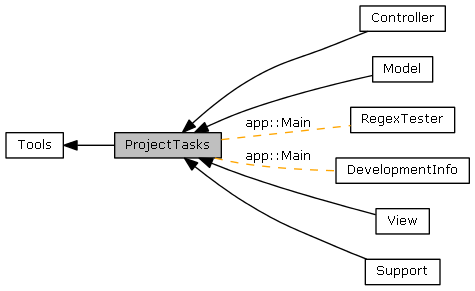 Controller
Model
app::Main
RegexTester
Tools
ProjectTasks
app::Main
DevelopmentInfo
View
Support